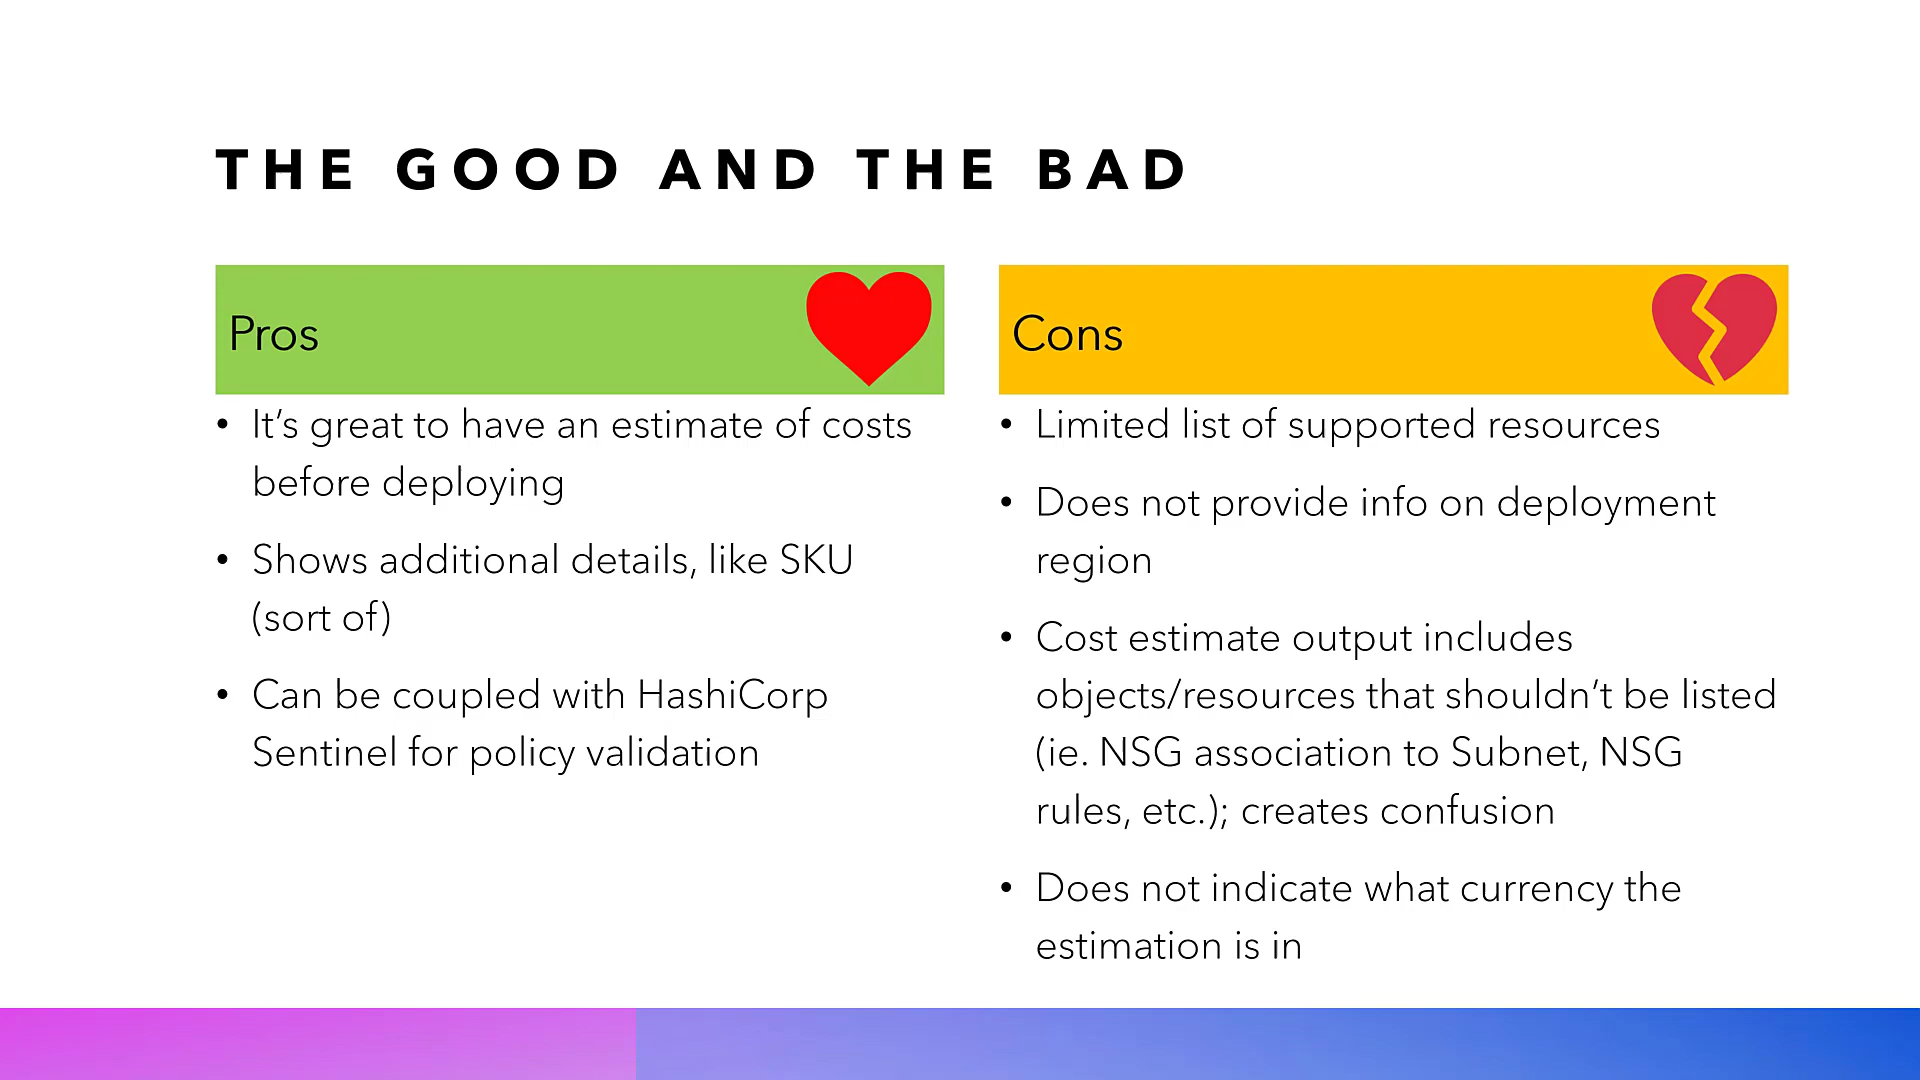 THE GOOD AND THE BAD
Pros
• It’s great to have an estimate of costs
before deploying
• Shows additional details, like SKU
(sort of)
• Can be coupled with HashiCorp
Sentinel for policy validation
Cons
• Limited list of supported resources
• Does not provide info on deployment
region
• Cost estimate output includes
objects/resources that shouldn’t be listed
(ie. NSG association to Subnet, NSG
rules, etc.); creates confusion
• Does not indicate what currency the
estimation is in